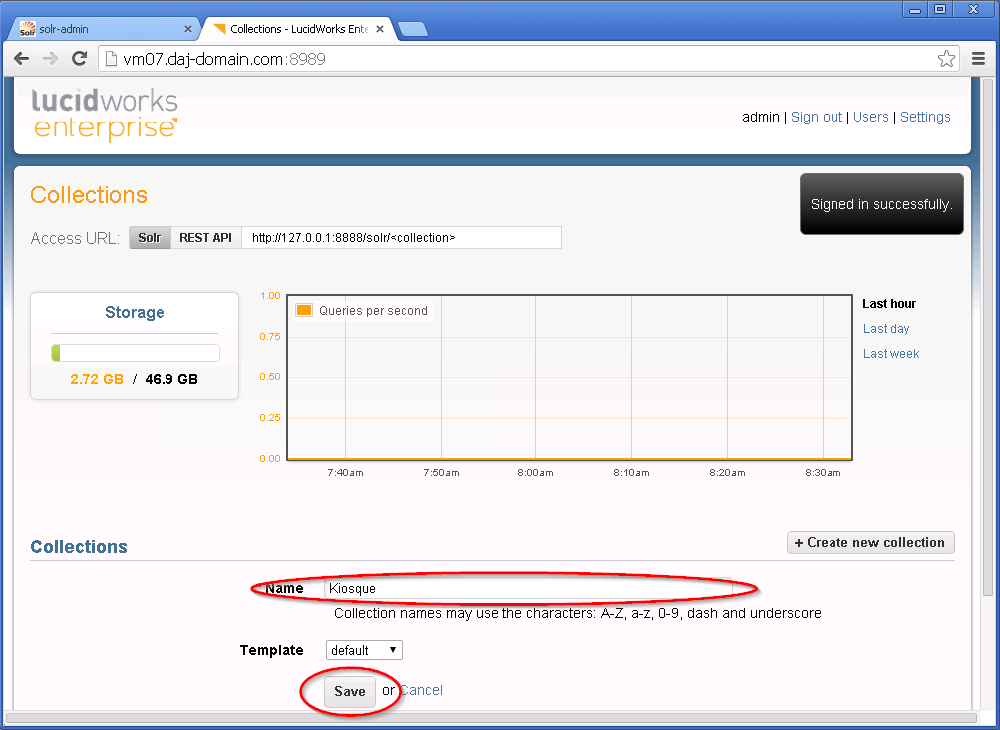 solr-admin
Collections - LucidWorks Ente
vm07.daj-domain.com:8989
lucidworks
enterprise
admin | Sign out | Users | Settings
Collections
Signed in successfully.
Access URL: Solr REST API http://127.0.0.1:8888/solr/<collection>
Storage
2.72 GB / 46.9 GB
Queries per second
1.00
0.75
0.50
0.25
0.00
7:40am 7:50am 8:00am 8:10am 8:20am 8:30am
Last hour
Last day
Last week
Collections
+ Create new collection
Name Kiosque
Collection names may use the characters: A-Z, a-z, 0-9, dash and underscore
Template default
Save or Cancel